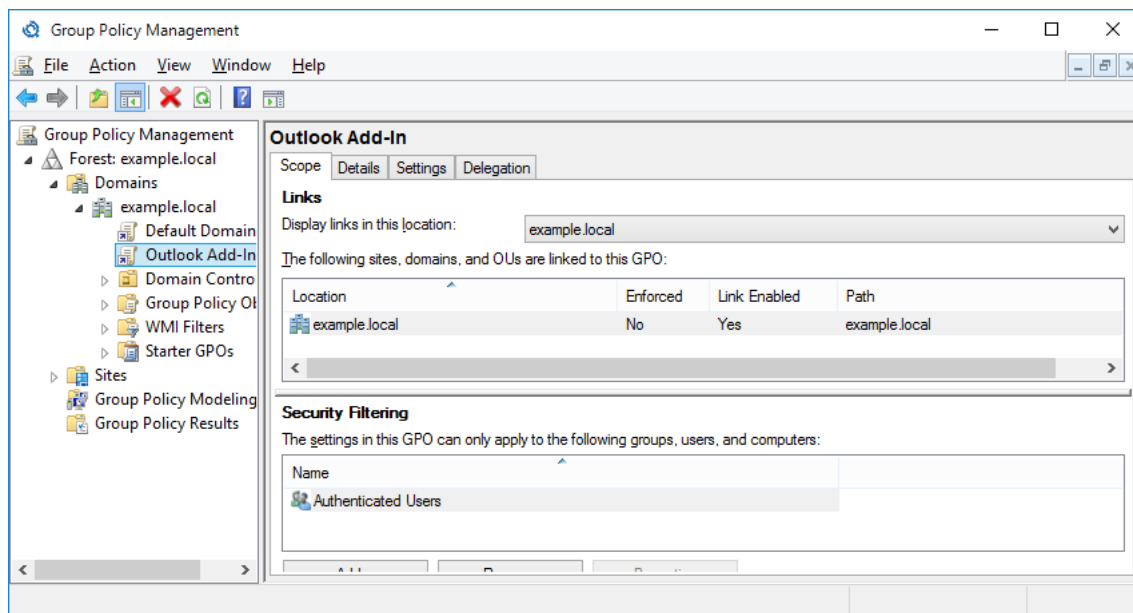 Group Policy Management
File Action View Window Help
Group Policy Management
Forest: example.local
Domains
example.local
Default Domain
Outlook Add-In
Domain Contro
Group Policy Ob
WMI Filters
Starter GPOs
Sites
Group Policy Modeling
Group Policy Results
Outlook Add-In
Scope Details Settings Delegation
Links
Display links in this location: example.local
The following sites, domains, and OUs are linked to this GPO:
Location Enforced Link Enabled Path
example.local No Yes example.local
Security Filtering
The settings in this GPO can only apply to the following groups, users, and computers:
Name
Authenticated Users